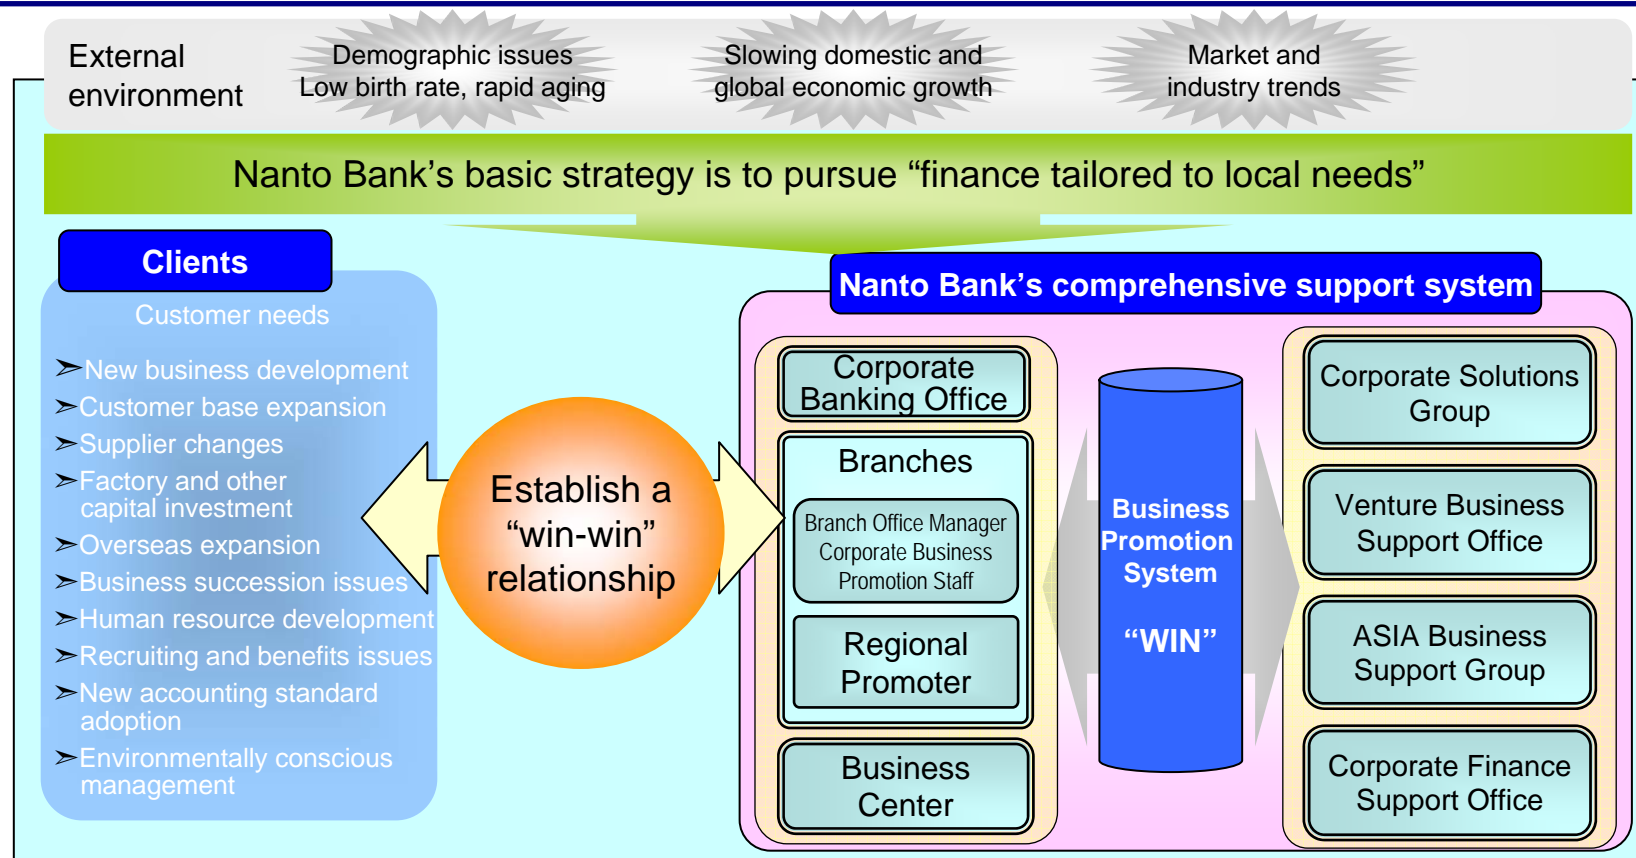 External
environment
Demographic issues
Low birth rate, rapid aging
Slowing domestic and
global economic growth
Market and
industry trends
Nanto Bank’s basic strategy is to pursue “finance tailored to local needs”
Clients
Customer needs
➣New business development
➣Customer base expansion
➣Supplier changes
➣Factory and other
capital investment
➣Overseas expansion
➣Business succession issues
➣Human resource development
➣Recruiting and benefits issues
➣New accounting standard
adoption
➣Environmentally conscious
management
Establish a
“win-win”
relationship
Nanto Bank’s comprehensive support system
Corporate
Banking Office
Branches
Branch Office Manager
Corporate Business
Promotion Staff
Regional
Promoter
Business
Center
Business
Promotion
System
“WIN”
Corporate Solutions
Group
Venture Business
Support Office
ASIA Business
Support Group
Corporate Finance
Support Office